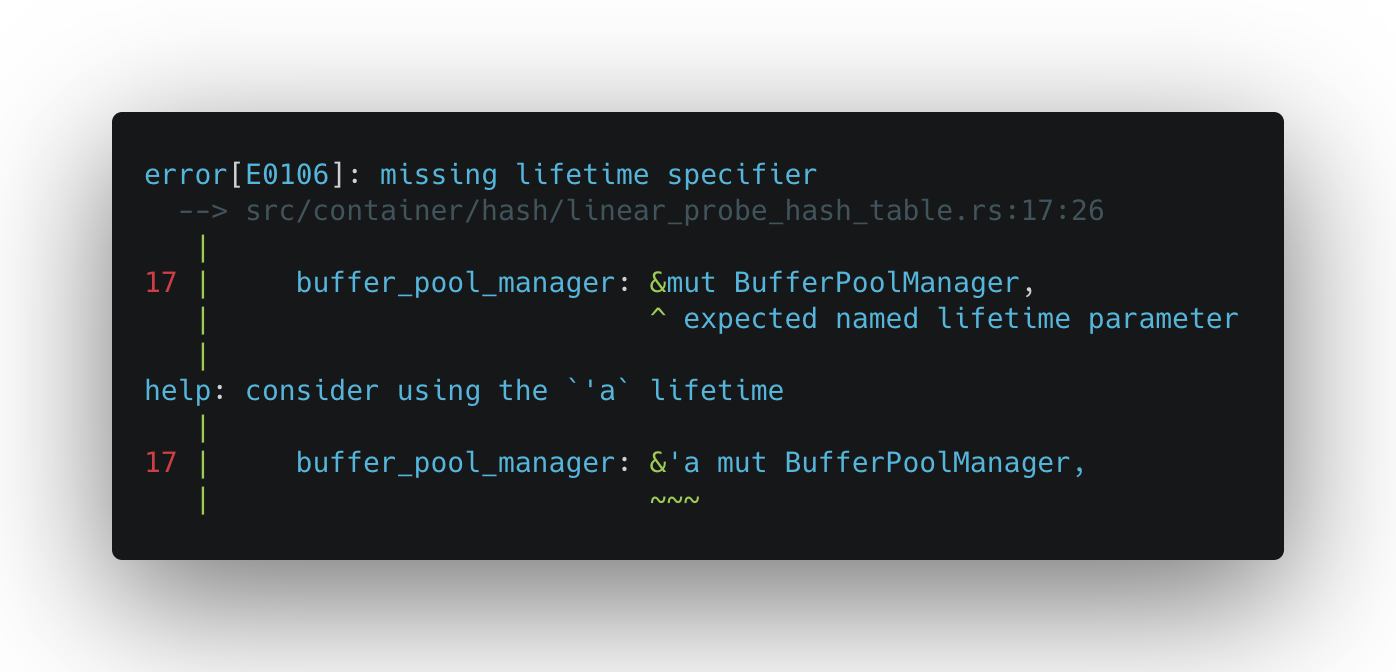 error[E0106]: missing lifetime specifier
  --> src/container/hash/linear_probe_hash_table.rs:17:26
   |
17 |     buffer_pool_manager: &mut BufferPoolManager,
   |                          ^ expected named lifetime parameter
   |
help: consider using the `'a` lifetime
   |
17 |     buffer_pool_manager: &'a mut BufferPoolManager,
   |                          ~~~